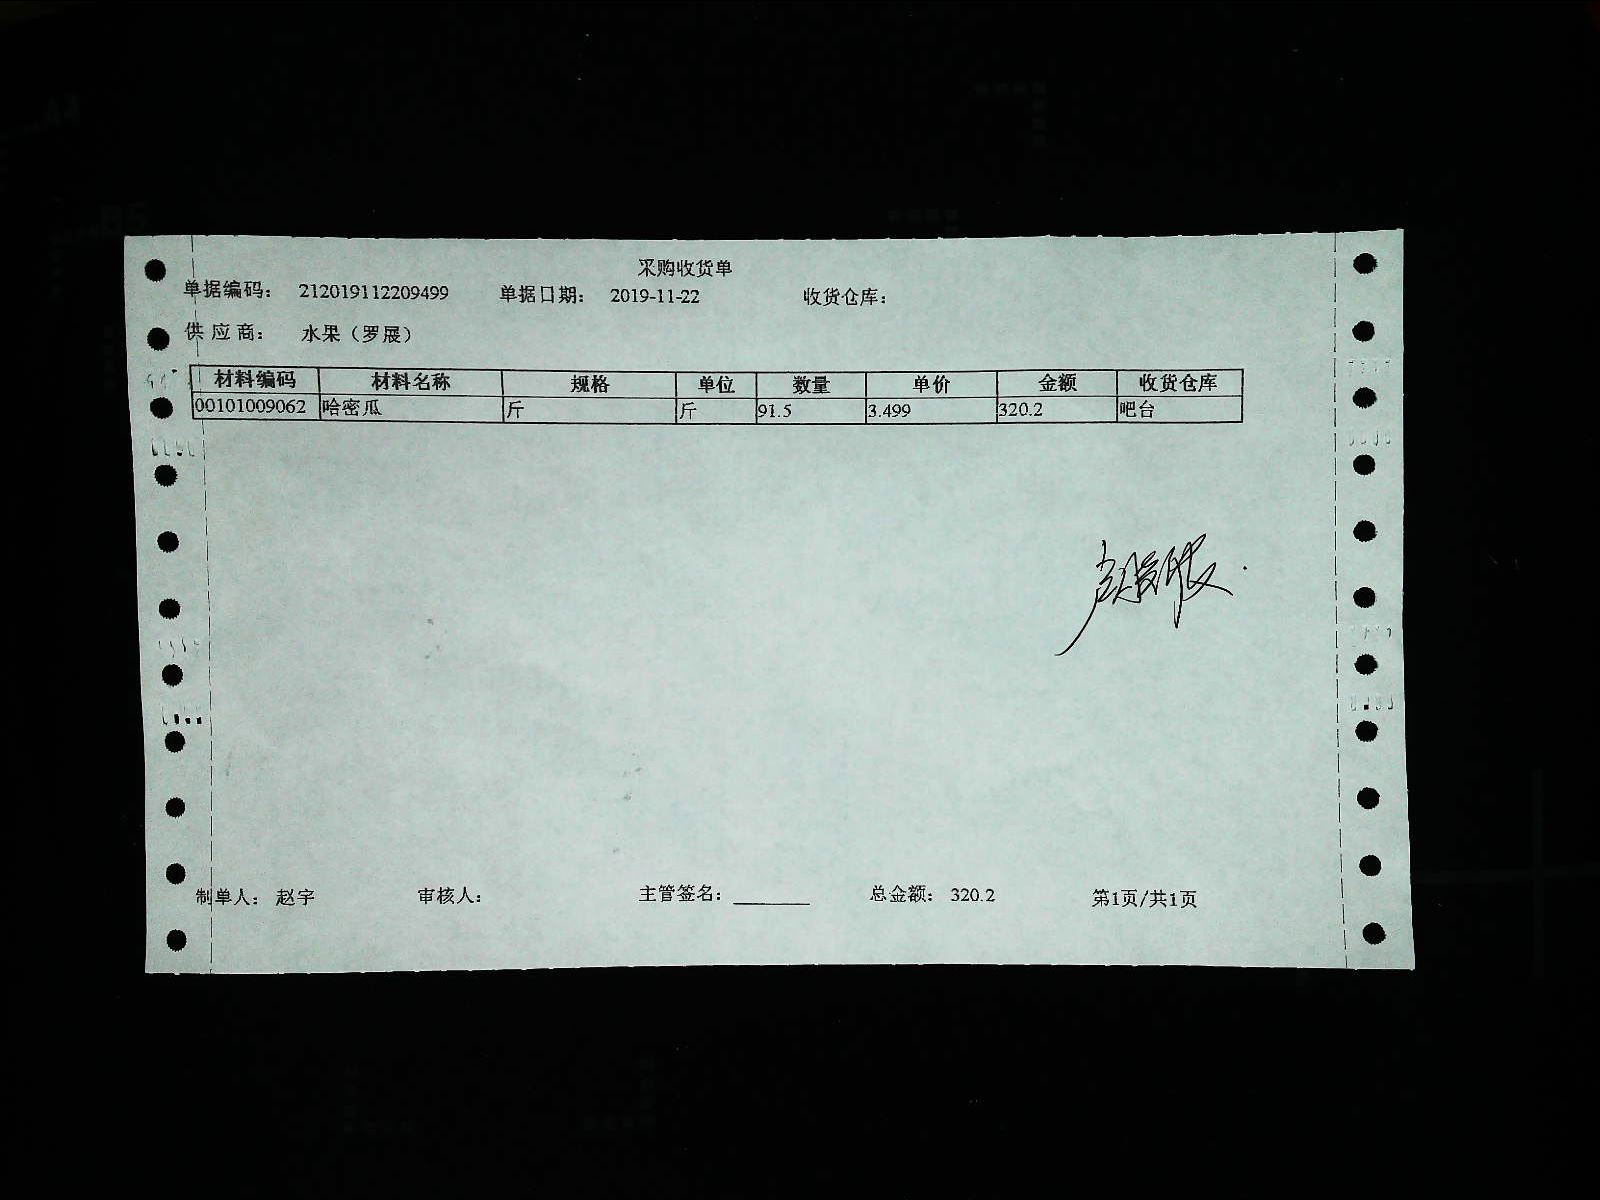 采购收货单
单据编码： 212019112209499 单据日期： 2019-11-22 收货仓库：
供 应 商： 水果（罗展）
材料编码 材料名称 规格 单位 数量 单价 金额 收货仓库
00101009062 哈密瓜 斤 斤 91.5 3.499 320.2 吧台
制单人： 赵宇 审核人： 主管签名：________ 总金额： 320.2 第1页/共1页